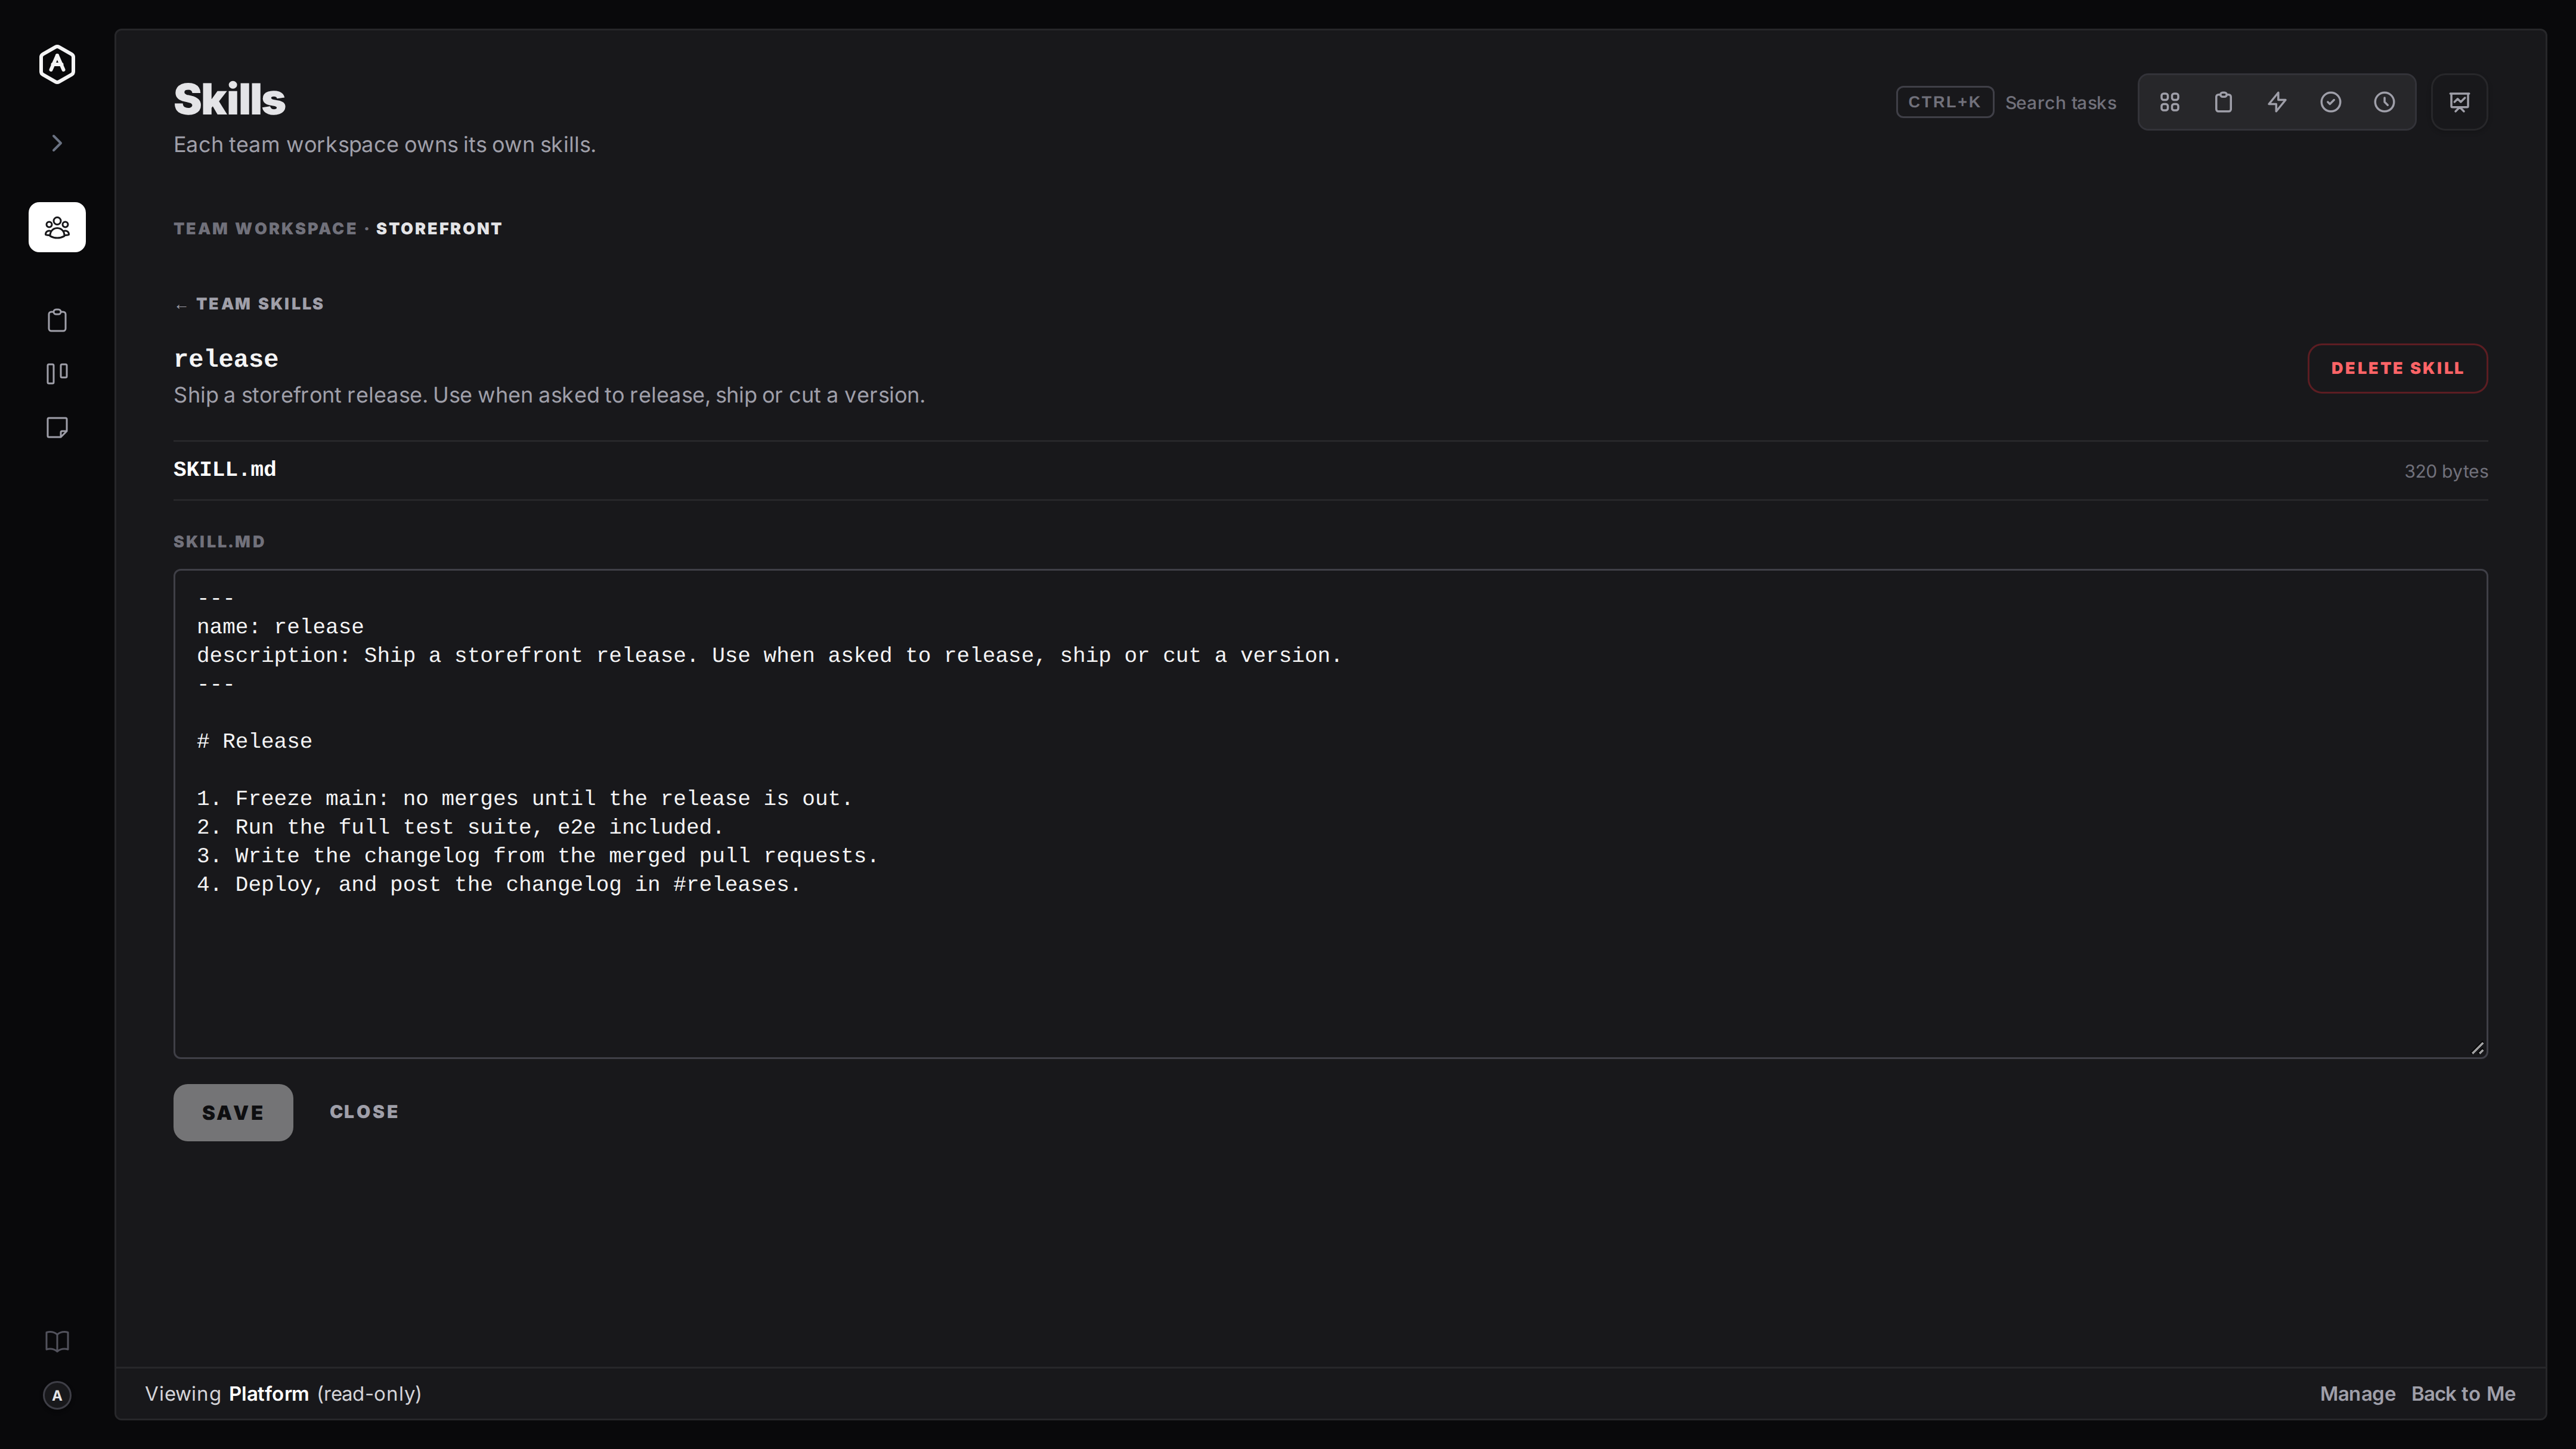 A
Skills
Each team workspace owns its own skills.
CTRL+K Search tasks
TEAM WORKSPACE · STOREFRONT
← TEAM SKILLS
release
Ship a storefront release. Use when asked to release, ship or cut a version.
DELETE SKILL
SKILL.md 320 bytes
SKILL.MD
---
name: release
description: Ship a storefront release. Use when asked to release, ship or cut a version.
---
# Release
1. Freeze main: no merges until the release is out.
2. Run the full test suite, e2e included.
3. Write the changelog from the merged pull requests.
4. Deploy, and post the changelog in #releases.
SAVE CLOSE
A
Viewing Platform (read-only) Manage Back to Me